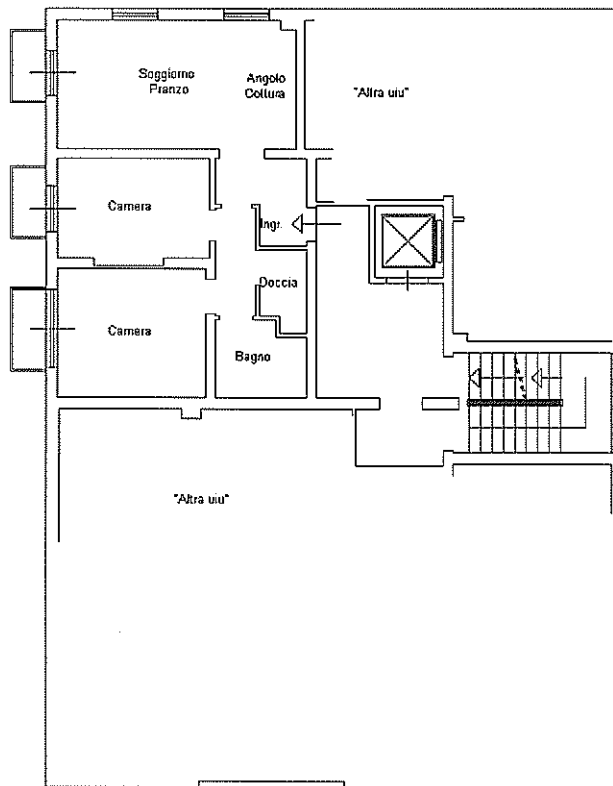 Soggiorno
Pranzo
Angolo
Cottura
"Altra uiu"
Camera
Ingr.
Doccia
Camera
Bagno
"Altra uiu"